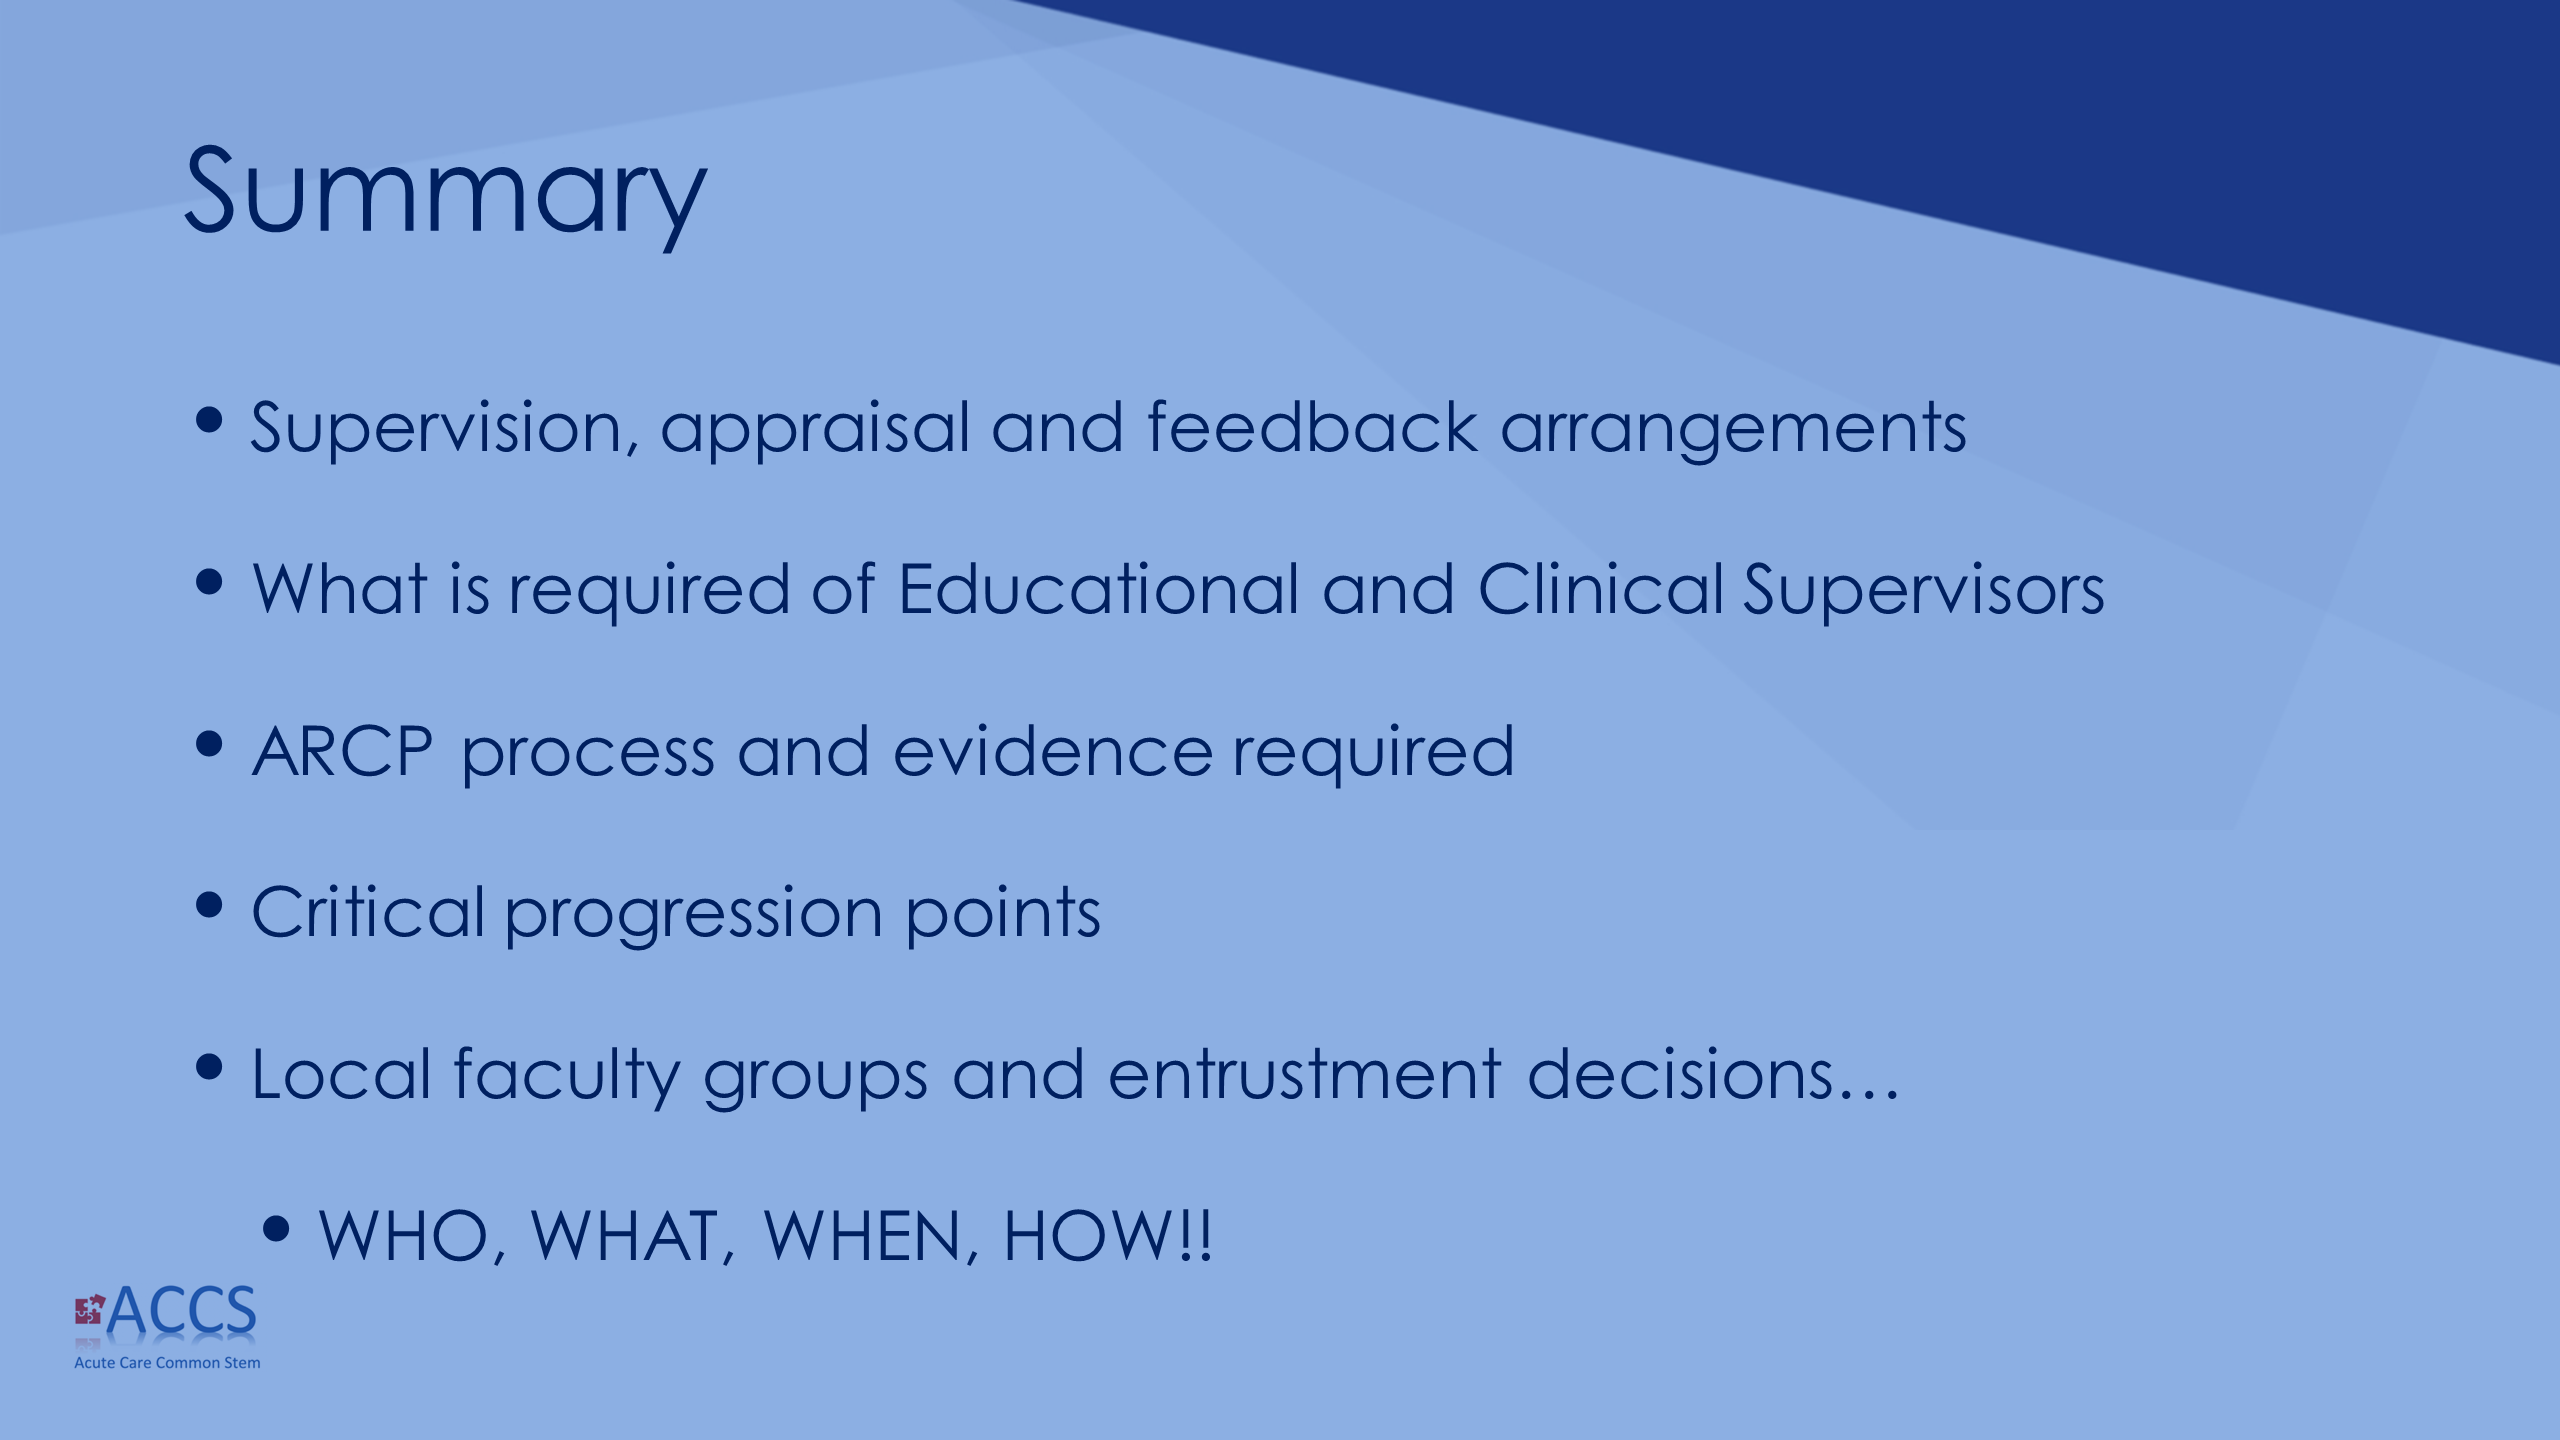 Summary
• Supervision, appraisal and feedback arrangements
• What is required of Educational and Clinical Supervisors
• ARCP process and evidence required
• Critical progression points
• Local faculty groups and entrustment decisions…
• WHO, WHAT, WHEN, HOW!!
ACCS
Acute Care Common Stem